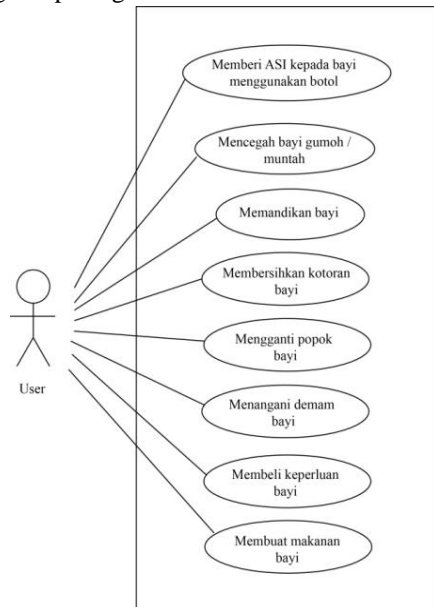 Memberi ASI kepada bayi
menggunakan botol
Mencegah bayi gumoh /
muntah
Memandikan bayi
Membersihkan kotoran
bayi
Mengganti popok
bayi
User
Menangani demam
bayi
Membeli keperluan
bayi
Membuat makanan
bayi